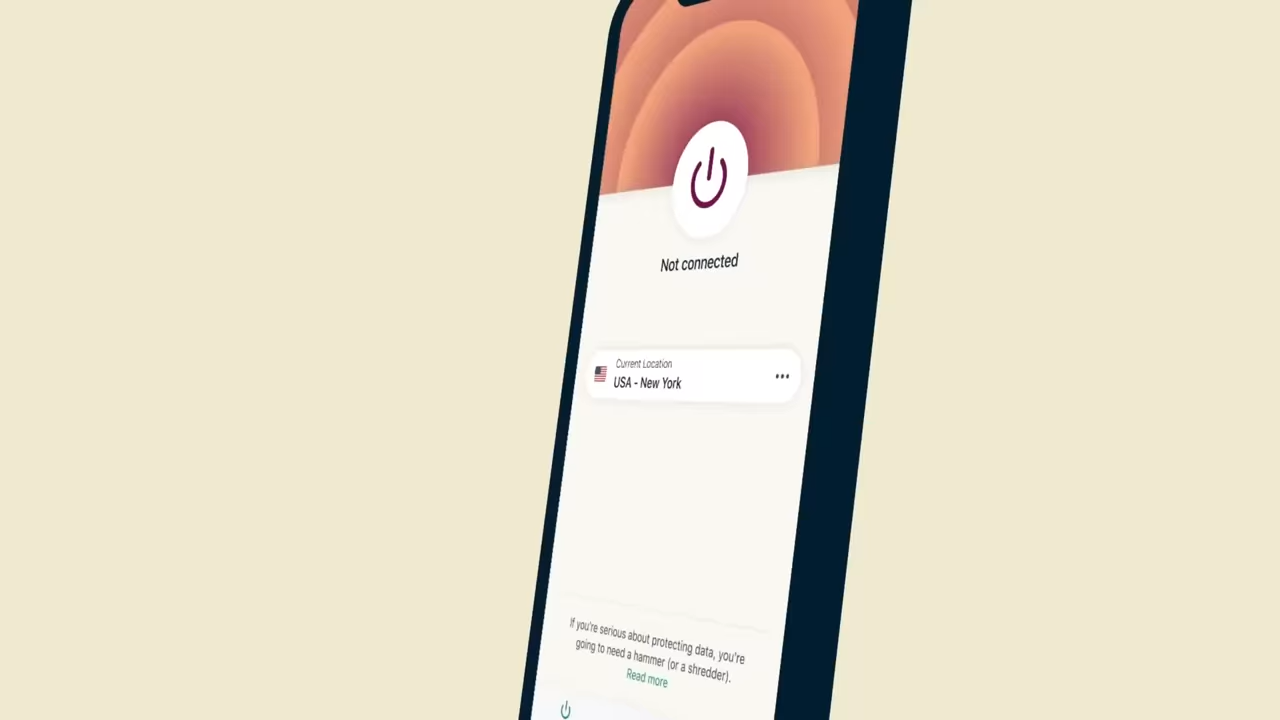 Not connected
Current Location
USA - New York
If you're serious about protecting data, you're
going to need a hammer (or a shredder).
Read more